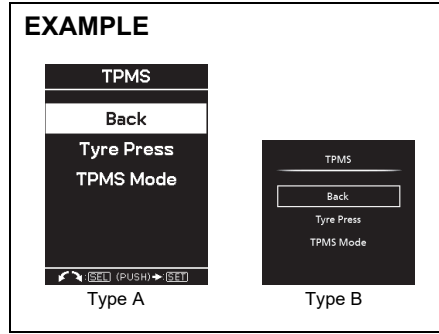 EXAMPLE
TPMS
Back
Tyre Press
TPMS Mode
:SEL (PUSH)➔:SET
Type A
TPMS
Back
Tyre Press
TPMS Mode
Type B